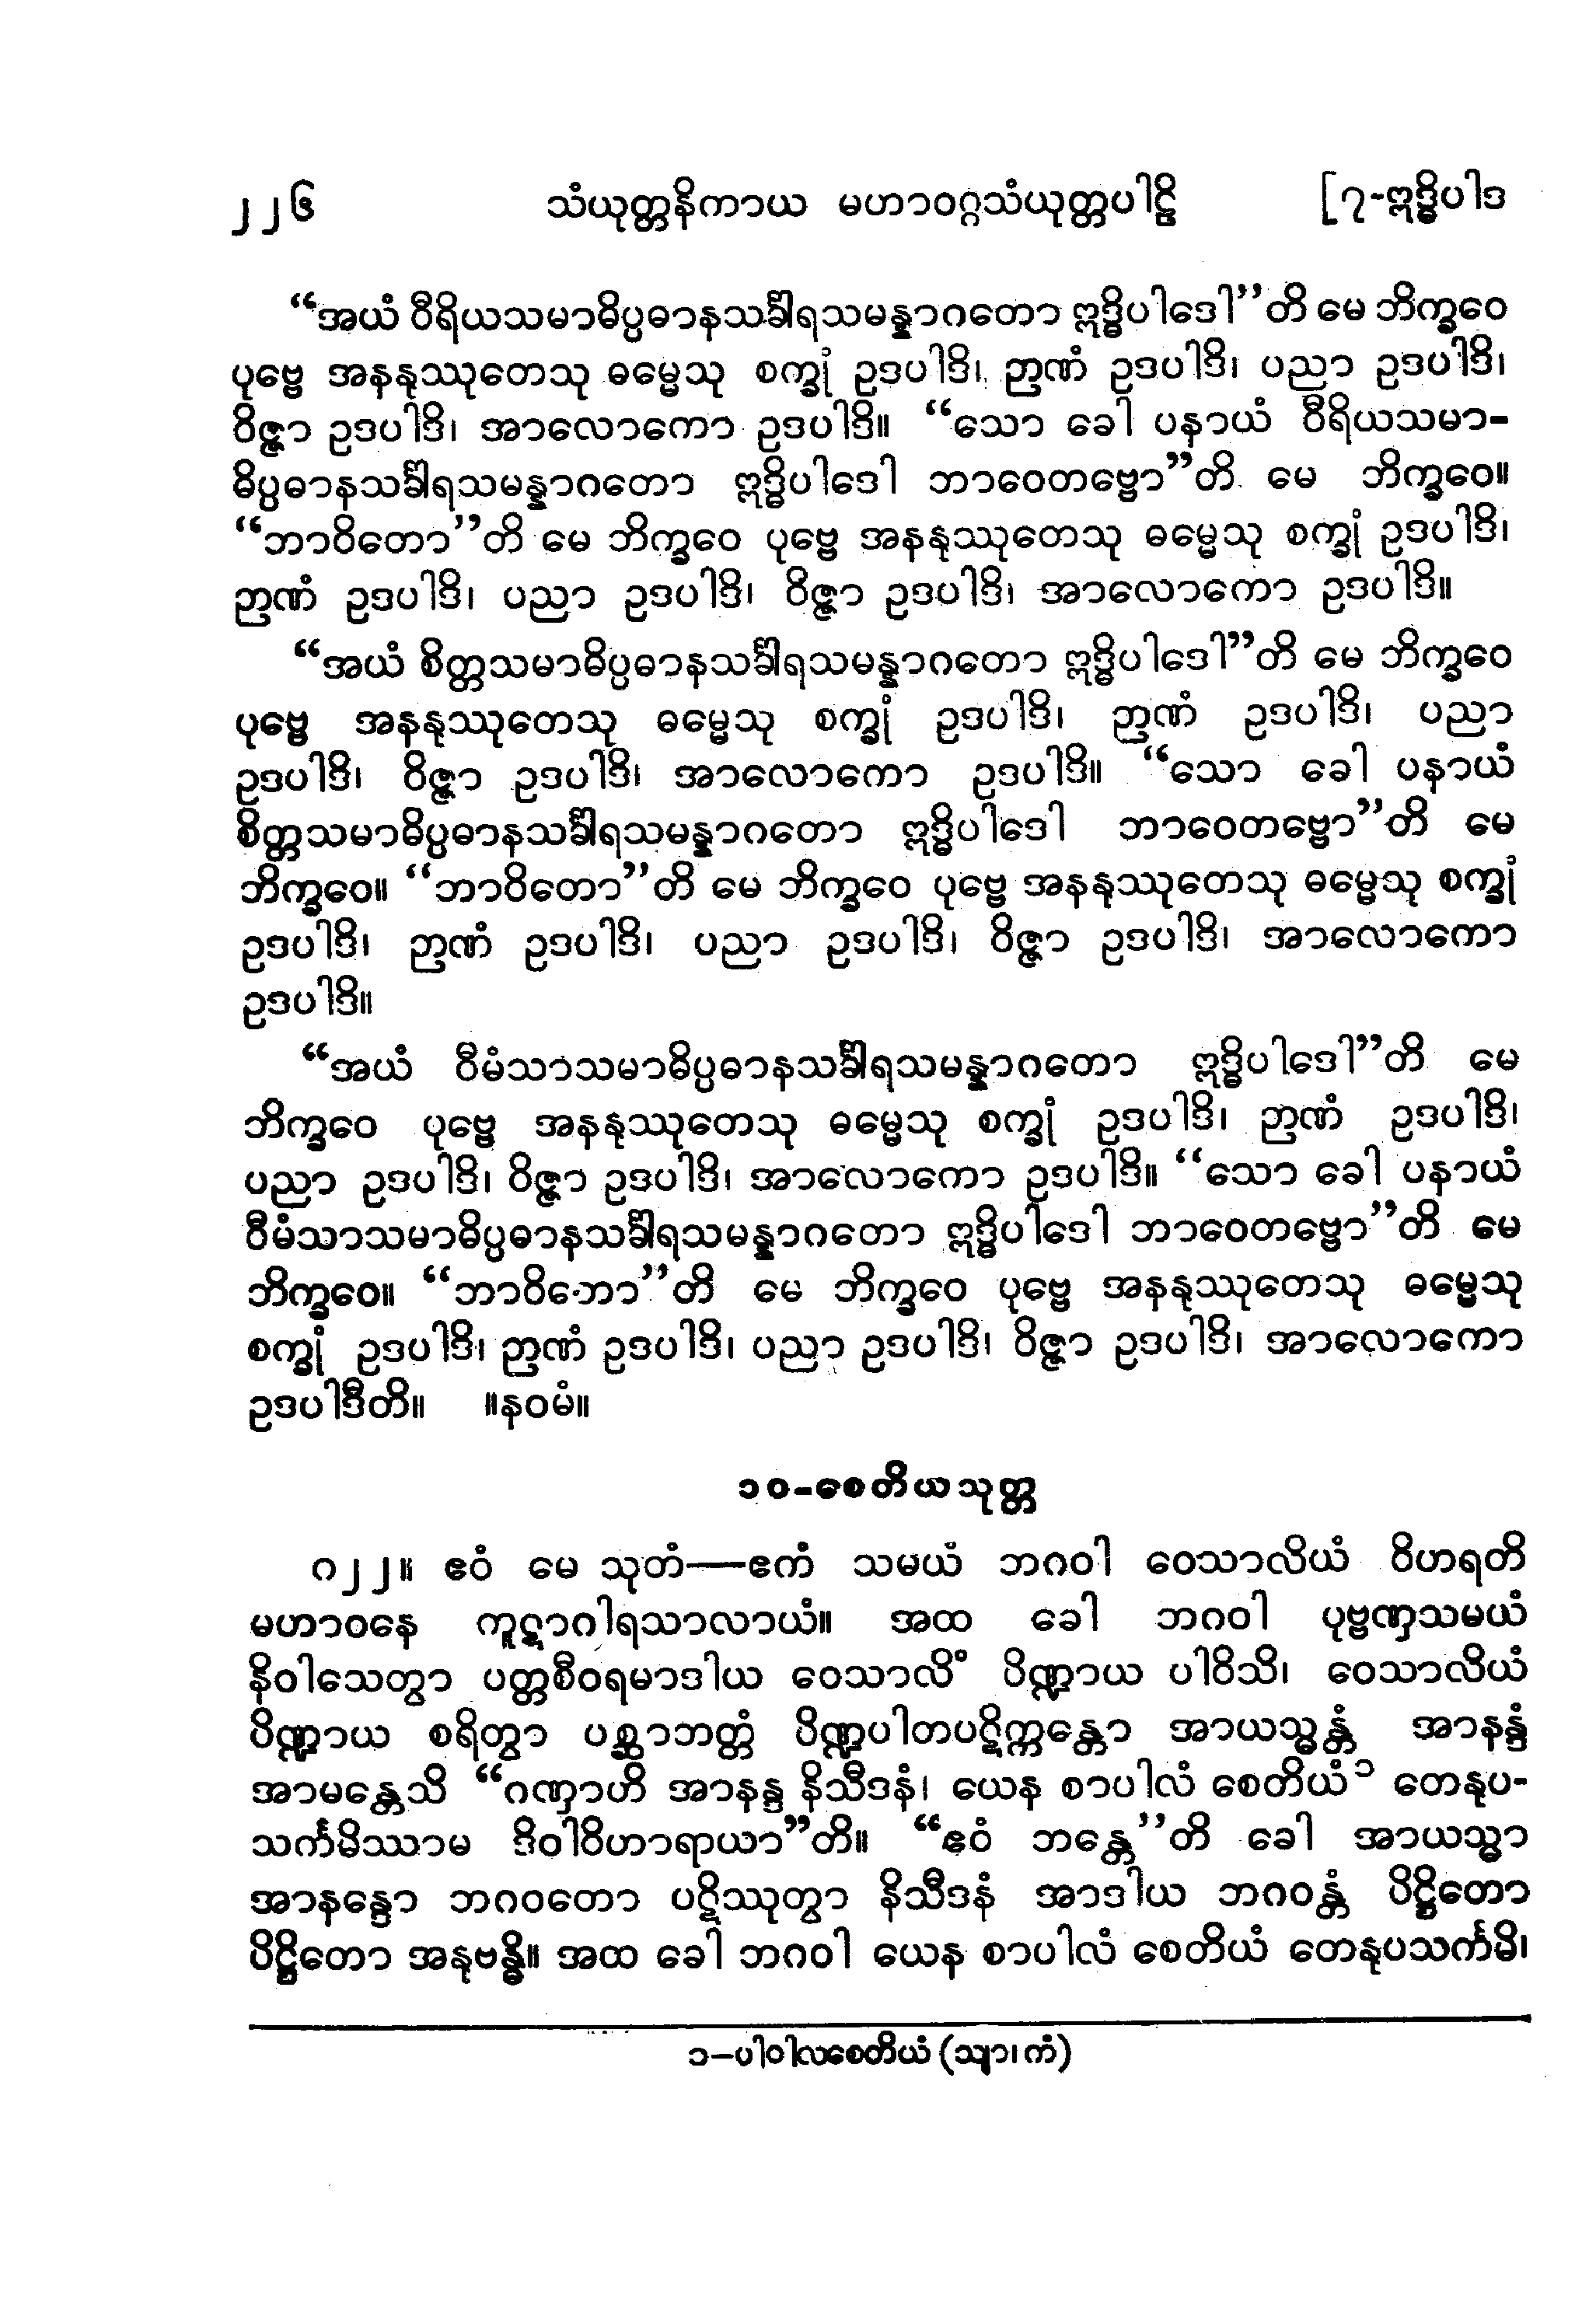 ၂၂၆ သံယုတ္တနိကာယ မဟာဝဂ္ဂသံယုတ္တပါဠိ [၇-ဣဒ္ဓိပါဒ
“အယံ ဝီရိယသမာဓိပ္ပဓာနသင်္ခါရသမန္နာဂတော ဣဒ္ဓိပါဒေါ”တိ မေ ဘိက္ခဝေ
ပုဗ္ဗေ အနနုဿုတေသု ဓမ္မေသု စက္ခုံ ဥဒပါဒိ၊ ဉာဏံ ဥဒပါဒိ၊ ပညာ ဥဒပါဒိ၊
ဝိဇ္ဇာ ဥဒပါဒိ၊ အာလောကော ဥဒပါဒိ။ “သော ခေါ ပနာယံ ဝီရိယသမာ-
ဓိပ္ပဓာနသင်္ခါရသမန္နာဂတော ဣဒ္ဓိပါဒေါ ဘာဝေတဗ္ဗော”တိ မေ ဘိက္ခဝေ။
“ဘာဝိတော”တိ မေ ဘိက္ခဝေ ပုဗ္ဗေ အနနုဿုတေသု ဓမ္မေသု စက္ခုံ ဥဒပါဒိ၊
ဉာဏံ ဥဒပါဒိ၊ ပညာ ဥဒပါဒိ၊ ဝိဇ္ဇာ ဥဒပါဒိ၊ အာလောကော ဥဒပါဒိ။
“အယံ စိတ္တသမာဓိပ္ပဓာနသင်္ခါရသမန္နာဂတော ဣဒ္ဓိပါဒေါ”တိ မေ ဘိက္ခဝေ
ပုဗ္ဗေ အနနုဿုတေသု ဓမ္မေသု စက္ခုံ ဥဒပါဒိ၊ ဉာဏံ ဥဒပါဒိ၊ ပညာ
ဥဒပါဒိ၊ ဝိဇ္ဇာ ဥဒပါဒိ၊ အာလောကော ဥဒပါဒိ။ “သော ခေါ ပနာယံ
စိတ္တသမာဓိပ္ပဓာနသင်္ခါရသမန္နာဂတော ဣဒ္ဓိပါဒေါ ဘာဝေတဗ္ဗော”တိ မေ
ဘိက္ခဝေ။ “ဘာဝိတော”တိ မေ ဘိက္ခဝေ ပုဗ္ဗေ အနနုဿုတေသု ဓမ္မေသု စက္ခုံ
ဥဒပါဒိ၊ ဉာဏံ ဥဒပါဒိ၊ ပညာ ဥဒပါဒိ၊ ဝိဇ္ဇာ ဥဒပါဒိ၊ အာလောကော
ဥဒပါဒိ။
“အယံ ဝီမံသာသမာဓိပ္ပဓာနသင်္ခါရသမန္နာဂတော ဣဒ္ဓိပါဒေါ”တိ မေ
ဘိက္ခဝေ ပုဗ္ဗေ အနနုဿုတေသု ဓမ္မေသု စက္ခုံ ဥဒပါဒိ၊ ဉာဏံ ဥဒပါဒိ၊
ပညာ ဥဒပါဒိ၊ ဝိဇ္ဇာ ဥဒပါဒိ၊ အာလောကော ဥဒပါဒိ။ “သော ခေါ ပနာယံ
ဝီမံသာသမာဓိပ္ပဓာနသင်္ခါရသမန္နာဂတော ဣဒ္ဓိပါဒေါ ဘာဝေတဗ္ဗော”တိ မေ
ဘိက္ခဝေ။ “ဘာဝိတော”တိ မေ ဘိက္ခဝေ ပုဗ္ဗေ အနနုဿုတေသု ဓမ္မေသု
စက္ခုံ ဥဒပါဒိ၊ ဉာဏံ ဥဒပါဒိ၊ ပညာ ဥဒပါဒိ၊ ဝိဇ္ဇာ ဥဒပါဒိ၊ အာလောကော
ဥဒပါဒီတိ။ ။နဝမံ။
၁၀-စေတိယသုတ္တ
၈၂၂။ ဧဝံ မေ သုတံ—ဧကံ သမယံ ဘဂဝါ ဝေသာလိယံ ဝိဟရတိ
မဟာဝနေ ကူဋာဂါရသာလာယံ။ အထ ခေါ ဘဂဝါ ပုဗ္ဗဏှသမယံ
နိဝါသေတွာ ပတ္တစီဝရမာဒါယ ဝေသာလိံ ပိဏ္ဍာယ ပါဝိသိ၊ ဝေသာလိယံ
ပိဏ္ဍာယ စရိတွာ ပစ္ဆာဘတ္တံ ပိဏ္ဍပါတပဋိက္ကန္တော အာယသ္မန္တံ အာနန္ဒံ
အာမန္တေသိ “ဂဏှာဟိ အာနန္ဒ နိသီဒနံ၊ ယေန စာပါလံ စေတိယံ၁ တေနုပ-
သင်္ကမိဿာမ ဒိဝါဝိဟာရာယာ”တိ။ “ဧဝံ ဘန္တေ”တိ ခေါ အာယသ္မာ
အာနန္ဒော ဘဂဝတော ပဋိဿုတွာ နိသီဒနံ အာဒါယ ဘဂဝန္တံ ပိဋ္ဌိတော
ပိဋ္ဌိတော အနုဗန္ဓိ။ အထ ခေါ ဘဂဝါ ယေန စာပါလံ စေတိယံ တေနုပသင်္ကမိ၊
၁−ပါဝါလစေတိယံ (သျာ၊ ကံ)